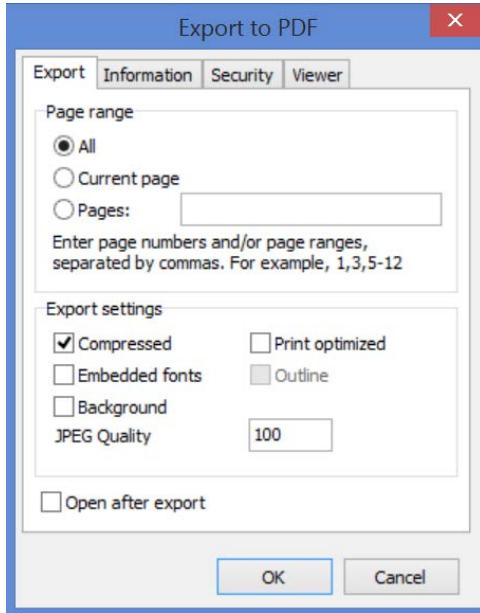 Export to PDF
Export Information Security Viewer
Page range
All
Current page
Pages:
Enter page numbers and/or page ranges,
separated by commas. For example, 1,3,5-12
Export settings
Compressed Print optimized
Embedded fonts Outline
Background
JPEG Quality 100
Open after export
OK Cancel